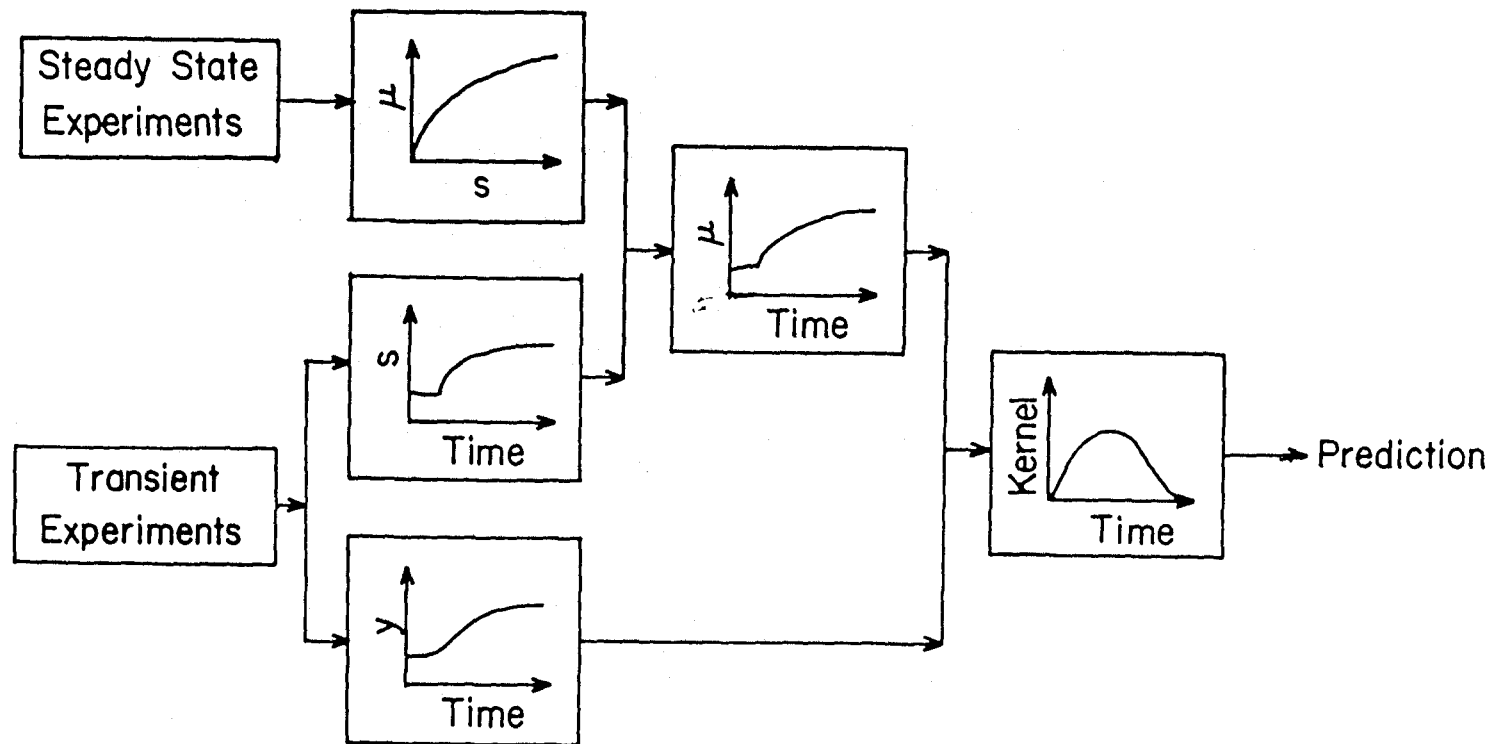 Steady State
Experiments
μ
s
μ
Time
s
Time
Transient
Experiments
y
Time
Kernel
Time
Prediction